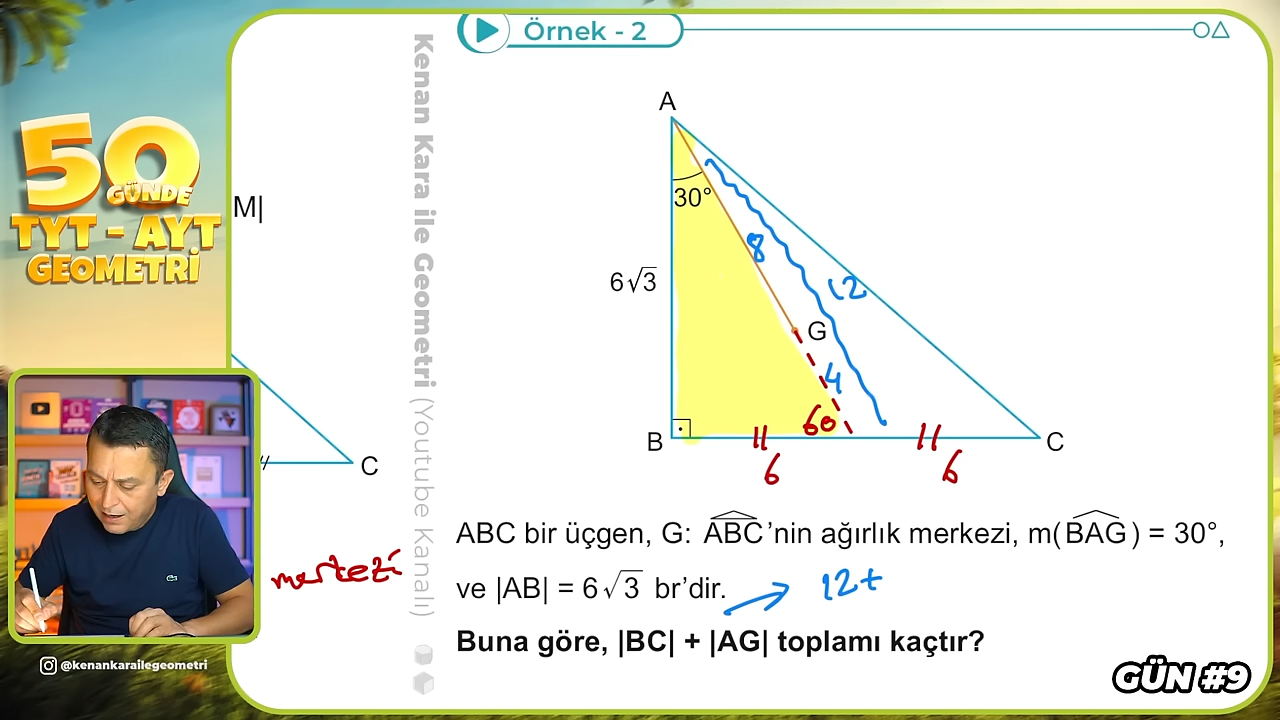 50
GÜNDE
TYT - AYT
GEOMETRİ
M|
C
merkezi
@kenankarailegeometri
Kenan Kara ile Geometri (Youtube Kanalı)
Örnek - 2
A
30°
8
12
6√3
G
4
60
B
C
6
6
ABC bir üçgen, G: ABC'nin ağırlık merkezi, m(BAG) = 30°,
ve |AB| = 6√3 br'dir.
12+
Buna göre, |BC| + |AG| toplamı kaçtır?
GÜN #9